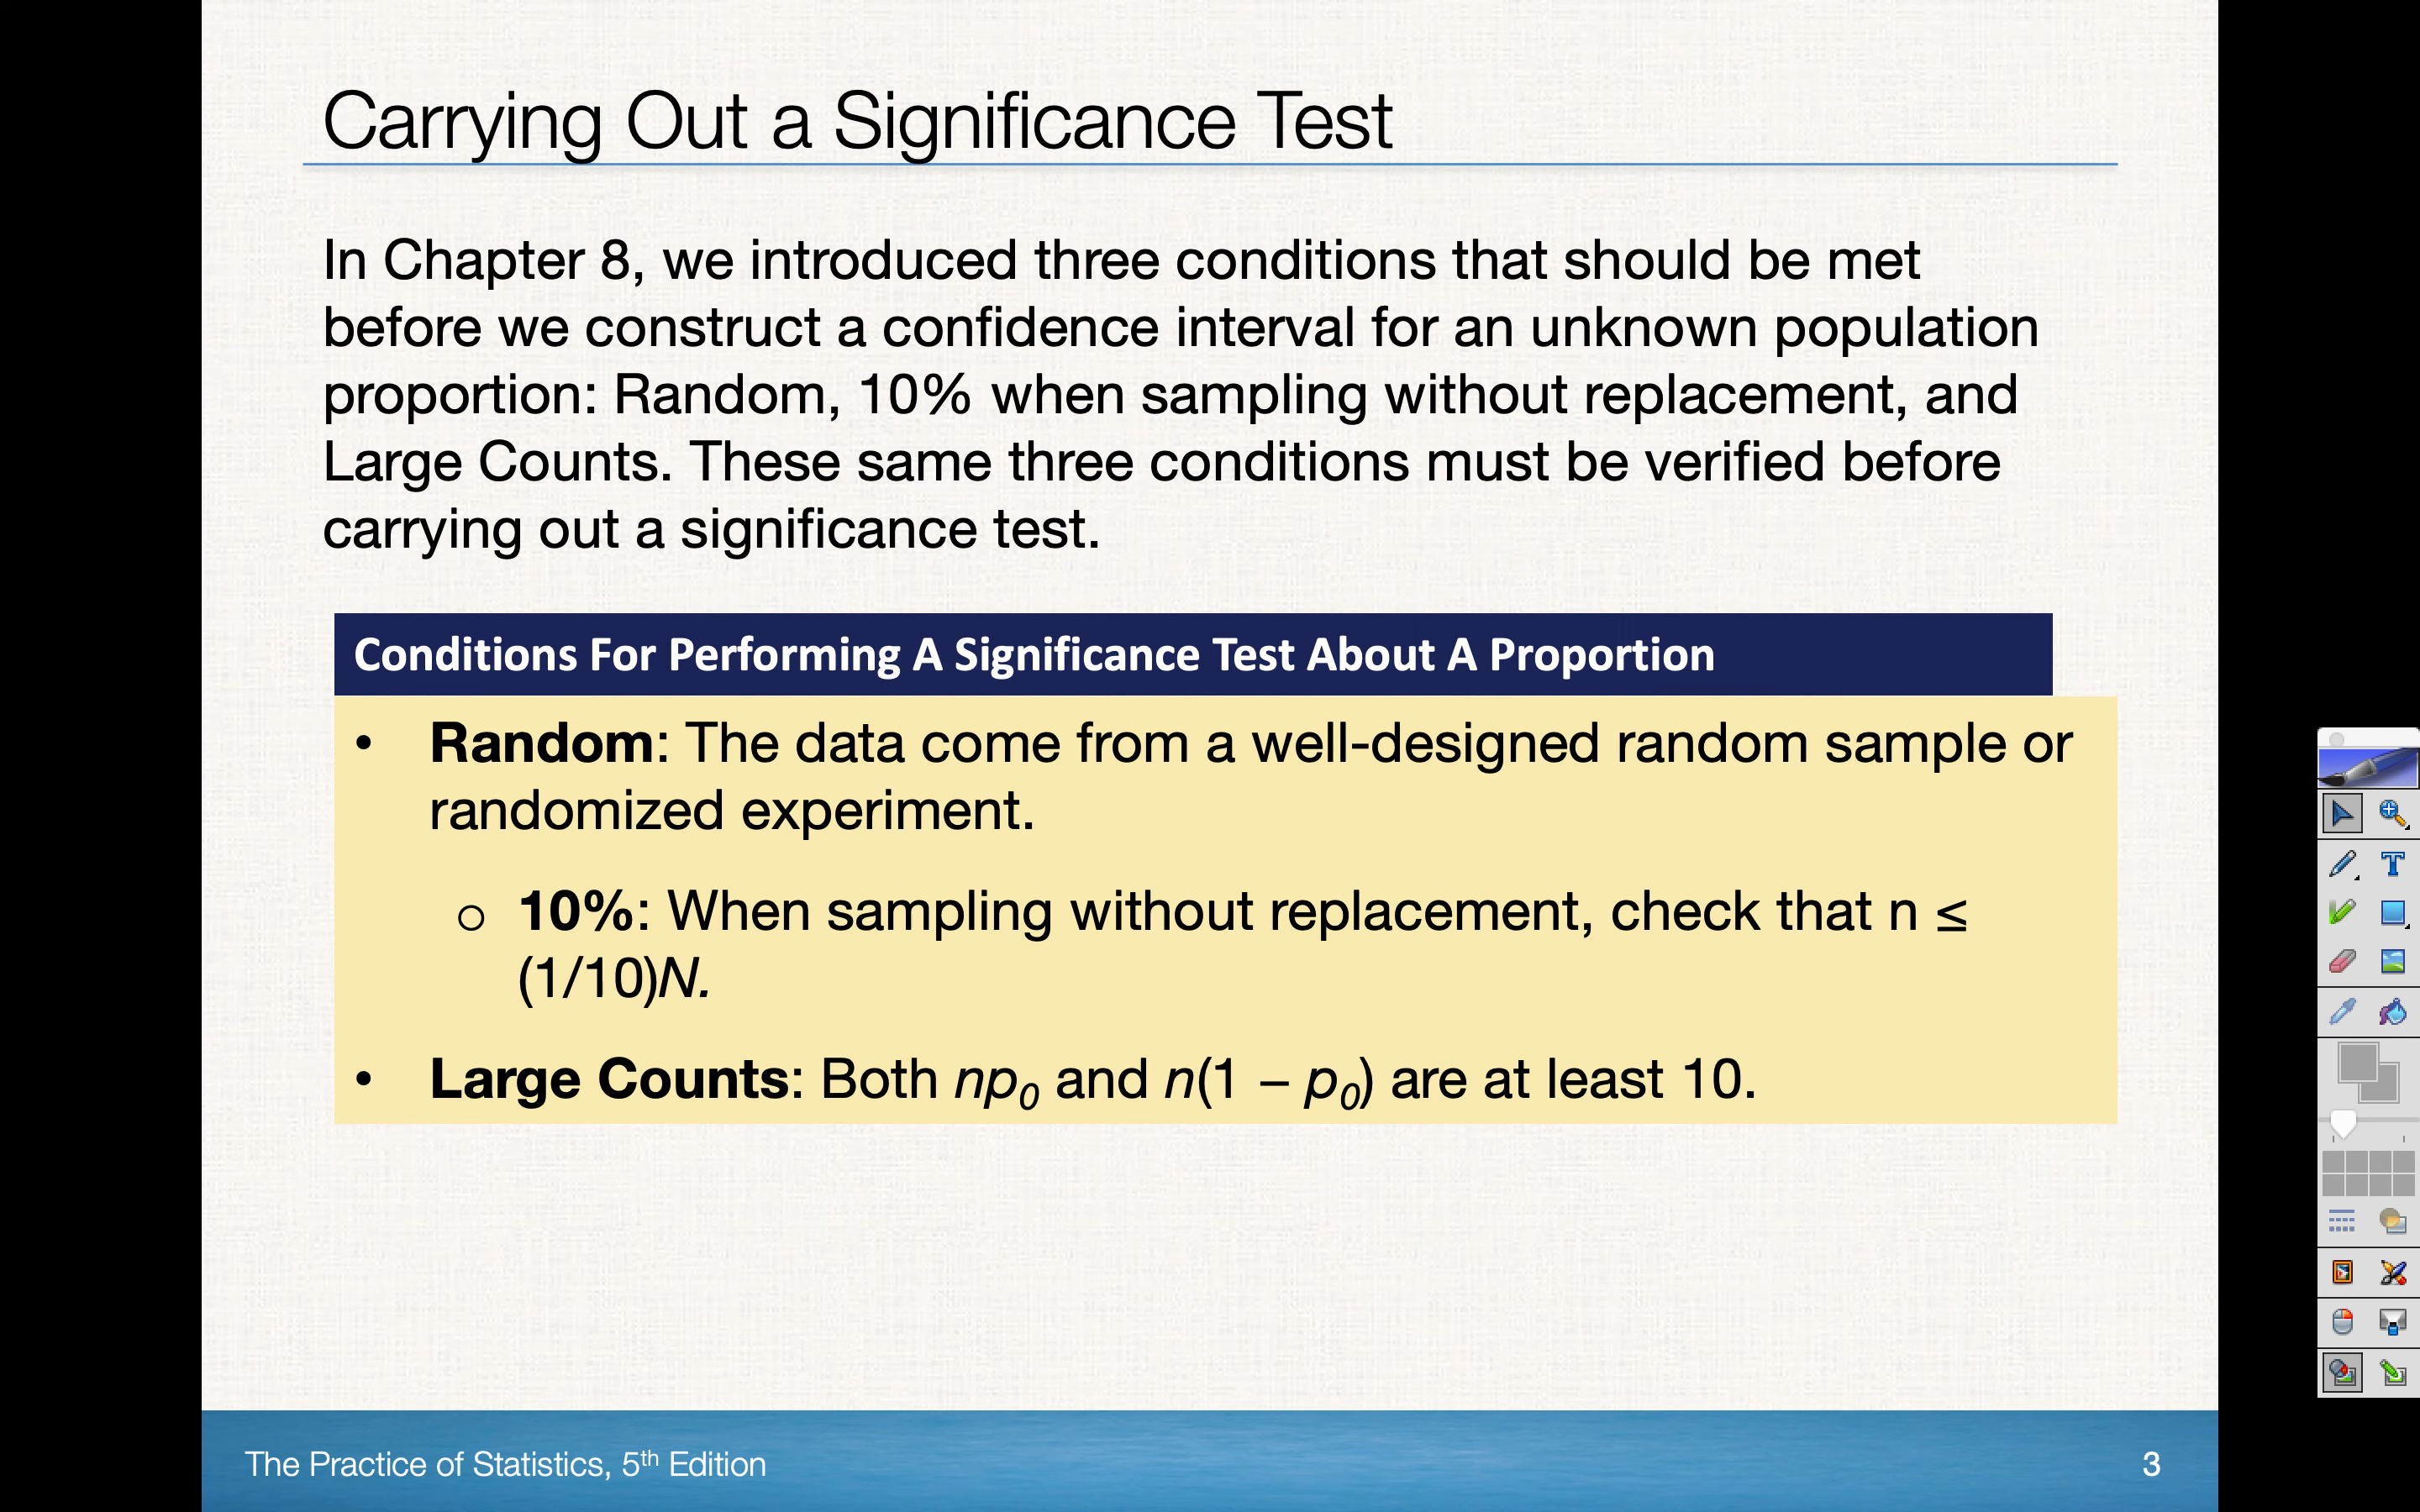 Carrying Out a Significance Test
In Chapter 8, we introduced three conditions that should be met
before we construct a confidence interval for an unknown population
proportion: Random, 10% when sampling without replacement, and
Large Counts. These same three conditions must be verified before
carrying out a significance test.
Conditions For Performing A Significance Test About A Proportion
• Random: The data come from a well-designed random sample or
randomized experiment.
○ 10%: When sampling without replacement, check that n ≤
(1/10)N.
• Large Counts: Both np₀ and n(1 – p₀) are at least 10.
The Practice of Statistics, 5th Edition
3